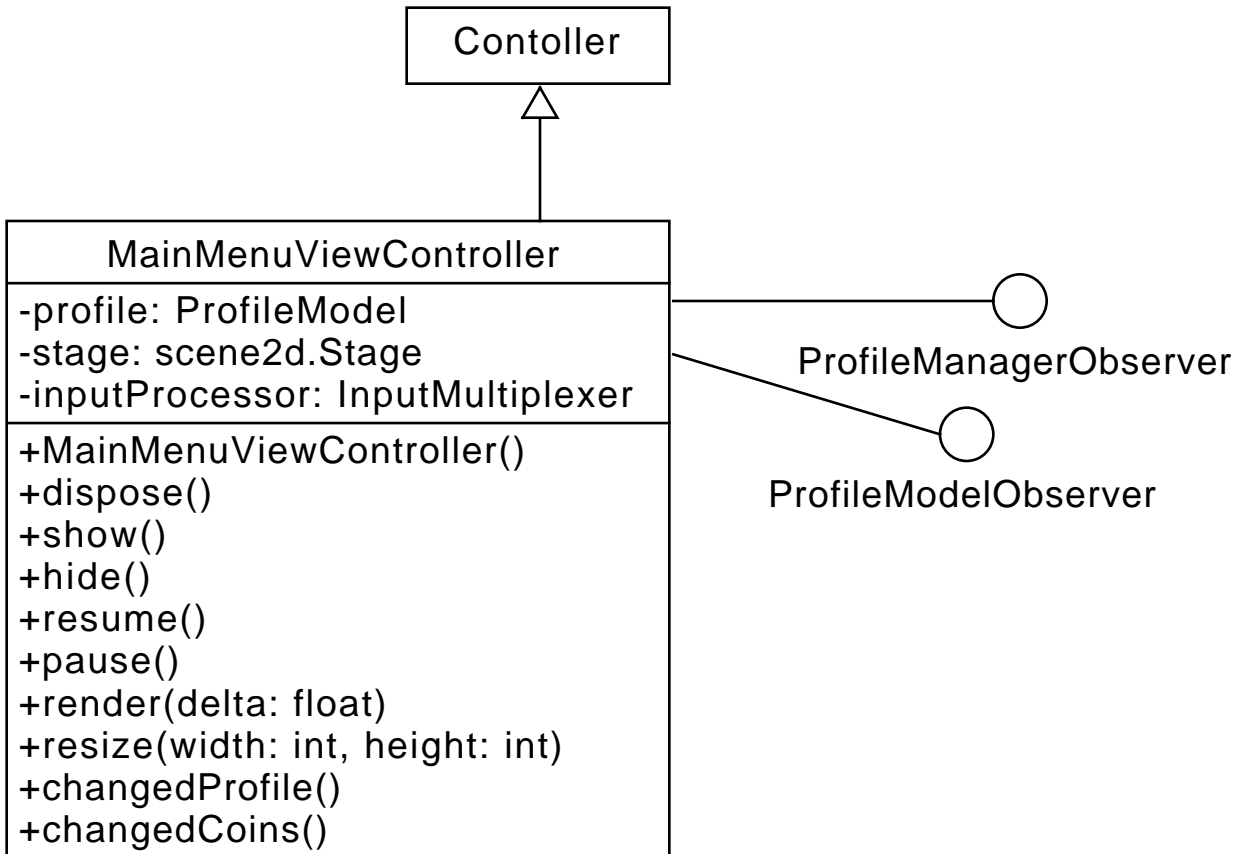 Contoller
MainMenuViewController
-profile: ProfileModel
-stage: scene2d.Stage
-inputProcessor: InputMultiplexer
+MainMenuViewController()
+dispose()
+show()
+hide()
+resume()
+pause()
+render(delta: float)
+resize(width: int, height: int)
+changedProfile()
+changedCoins()
ProfileManagerObserver
ProfileModelObserver